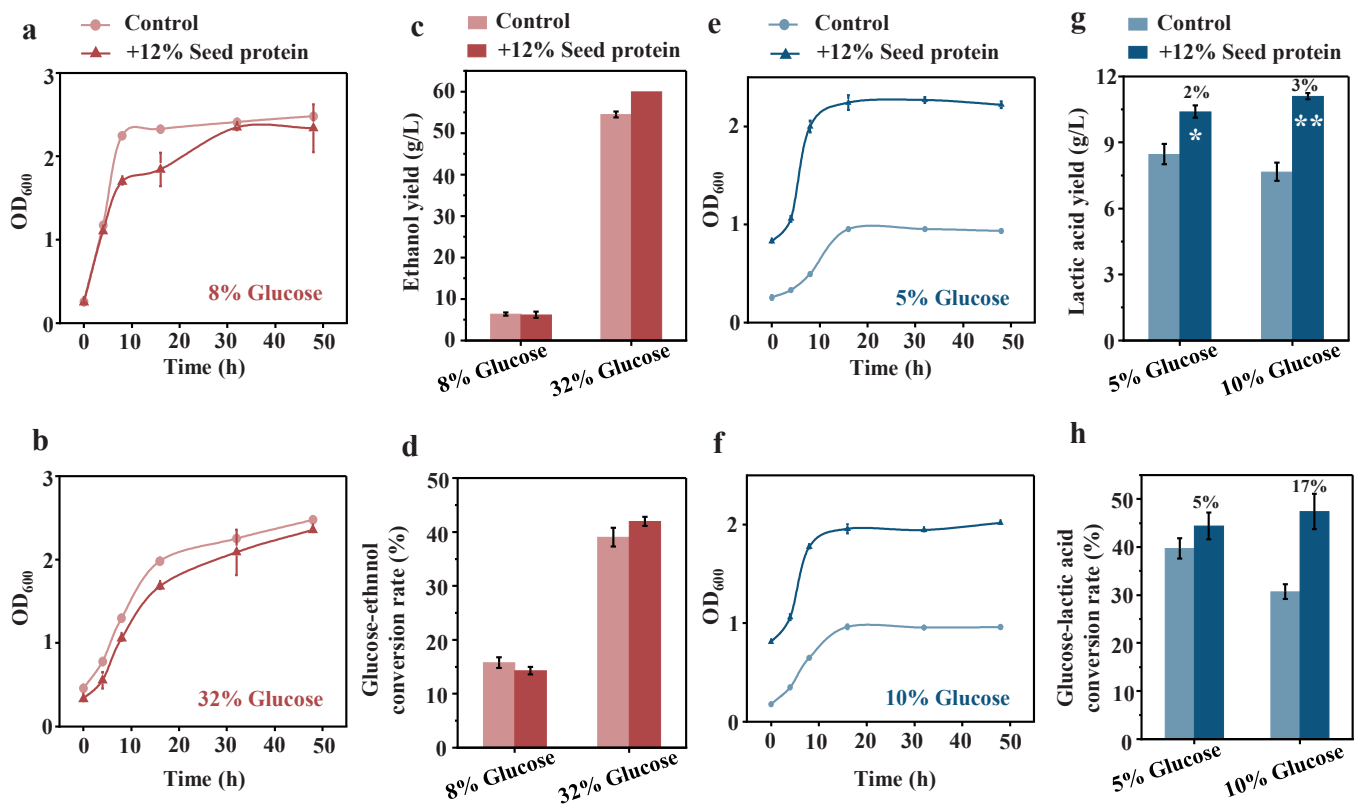 a
Control
+12% Seed protein
3
2
1
0
OD600
8% Glucose
0 10 20 30 40 50
Time (h)
c
Control
+12% Seed protein
60
50
40
30
20
10
0
Ethanol yield (g/L)
8% Glucose
32% Glucose
e
Control
+12% Seed protein
2
1
0
OD600
5% Glucose
0 10 20 30 40 50
Time (h)
g
Control
+12% Seed protein
12
9
6
3
0
Lactic acid yield (g/L)
2%
*
3%
**
5% Glucose
10% Glucose
b
3
2
1
0
OD600
32% Glucose
0 10 20 30 40 50
Time (h)
d
50
40
30
20
10
0
Glucose-ethnnol
conversion rate (%)
8% Glucose
32% Glucose
f
2
1
0
OD600
10% Glucose
0 10 20 30 40 50
Time (h)
h
50
40
30
20
10
0
Glucose-lactic acid
conversion rate (%)
5%
17%
5% Glucose
10% Glucose